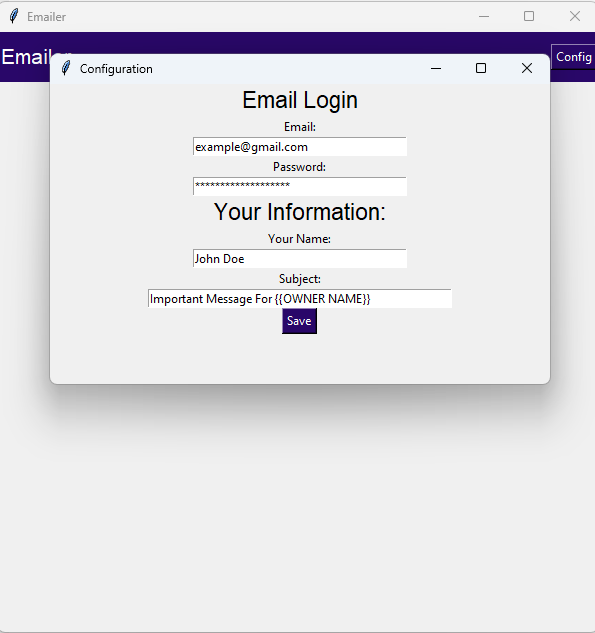 Emailer
Emailer
Config
Configuration
Email Login
Email:
example@gmail.com
Password:
*******************
Your Information:
Your Name:
John Doe
Subject:
Important Message For {{OWNER NAME}}
Save